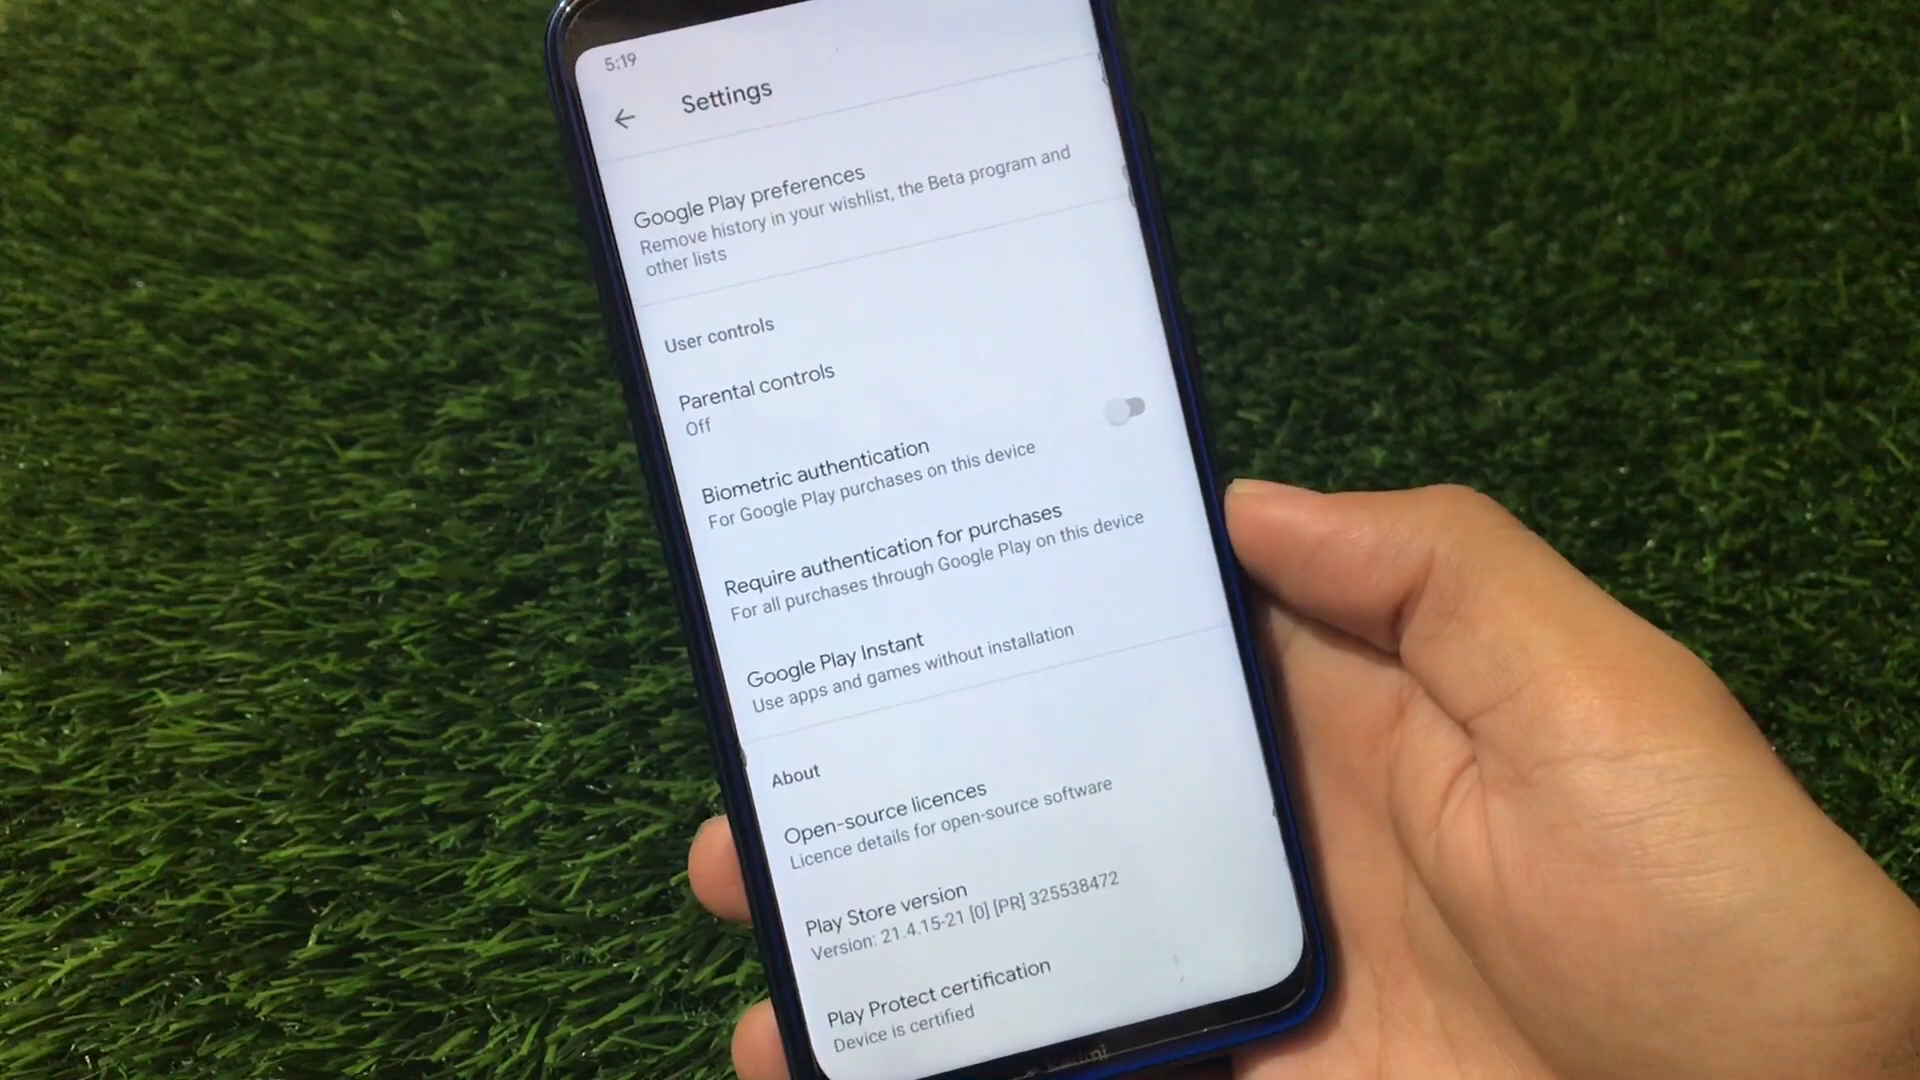 5:19
Settings
Google Play preferences
Remove history in your wishlist, the Beta program and
other lists
User controls
Parental controls
Off
Biometric authentication
For Google Play purchases on this device
Require authentication for purchases
For all purchases through Google Play on this device
Google Play Instant
Use apps and games without installation
About
Open-source licences
Licence details for open-source software
Play Store version
Version: 21.4.15-21 [0] [PR] 325538472
Play Protect certification
Device is certified
Redmi